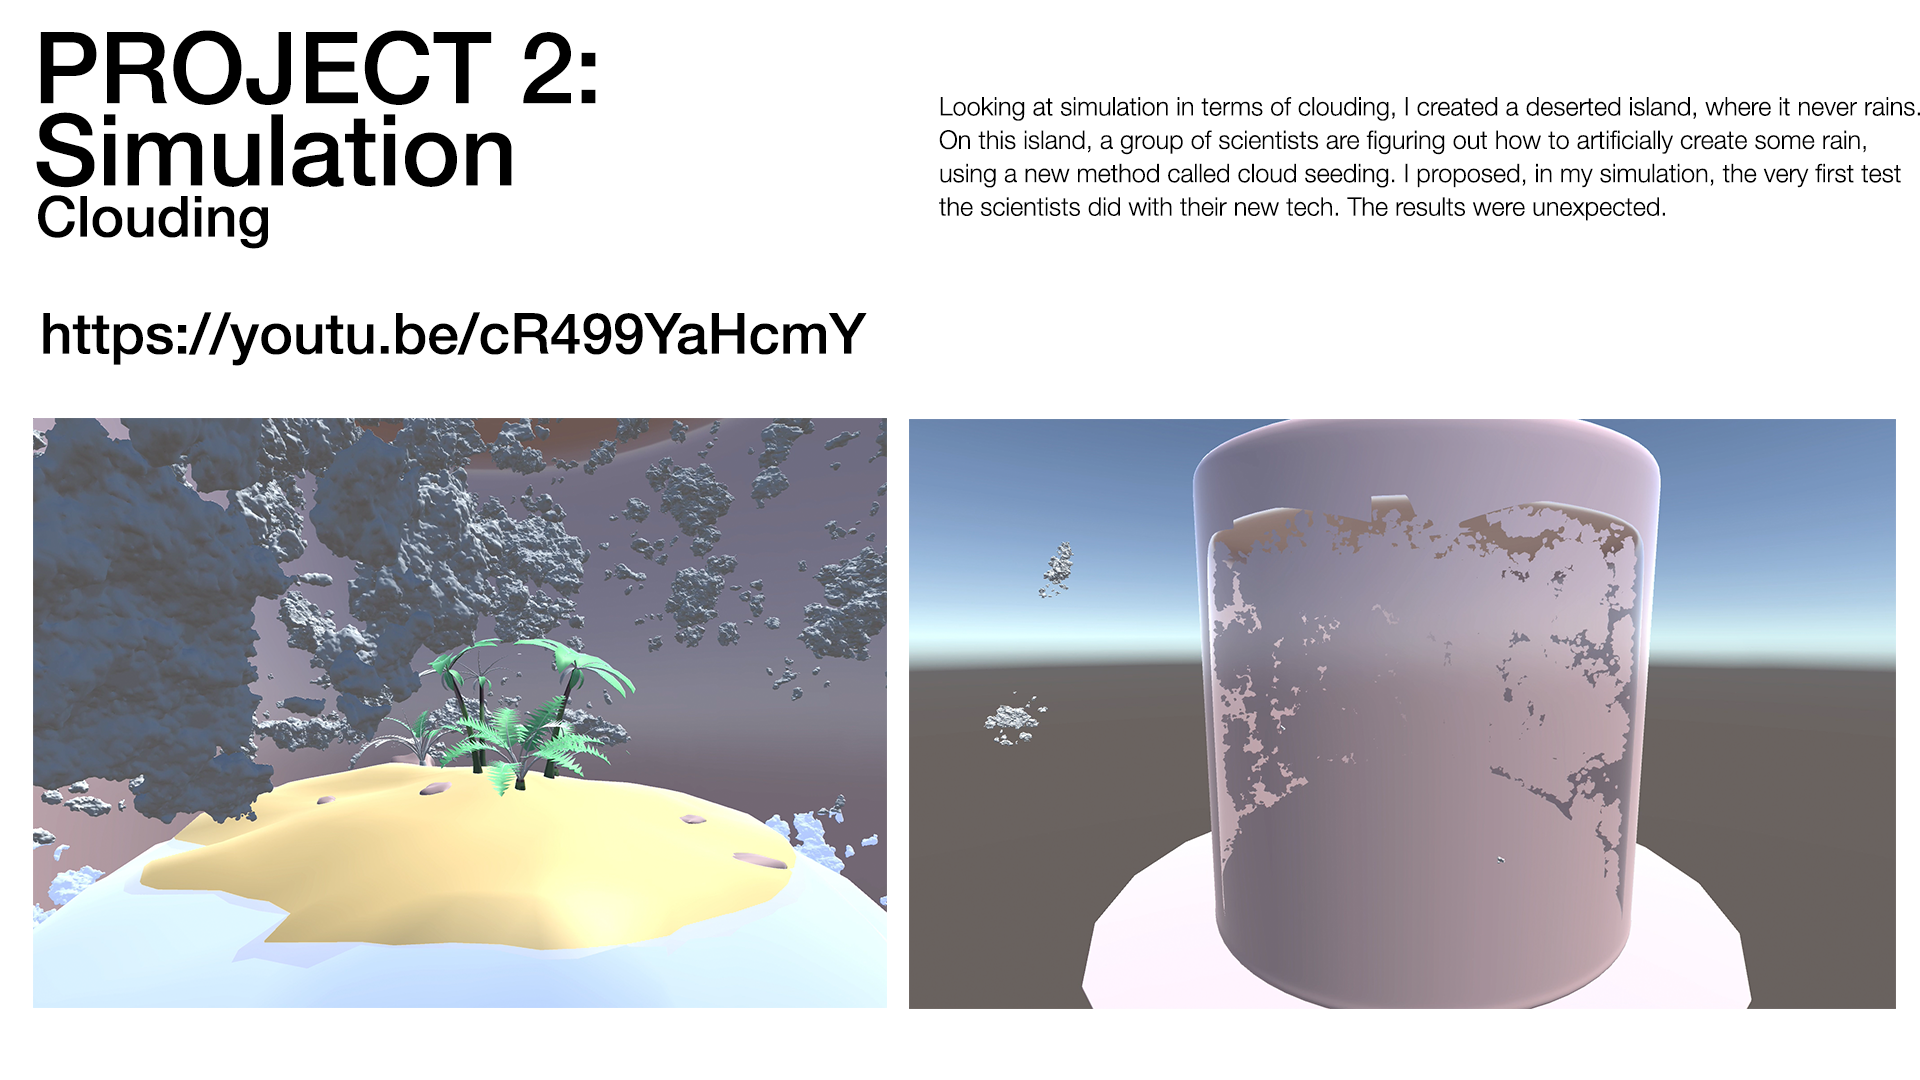 PROJECT 2:
Simulation
Clouding
https://youtu.be/cR499YaHcmY
Looking at simulation in terms of clouding, I created a deserted island, where it never rains.
On this island, a group of scientists are figuring out how to artificially create some rain,
using a new method called cloud seeding. I proposed, in my simulation, the very first test
the scientists did with their new tech. The results were unexpected.